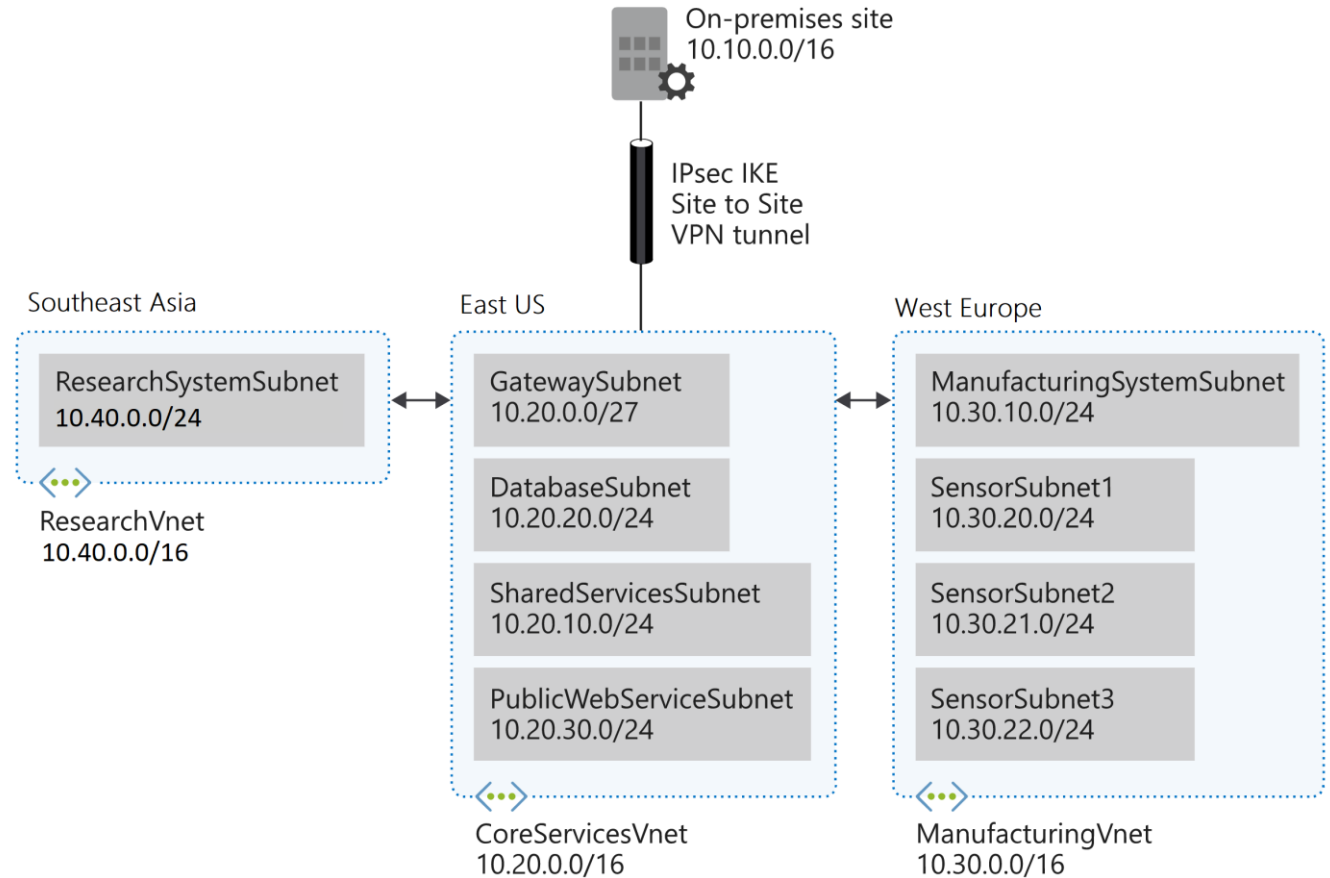 On-premises site
10.10.0.0/16
IPsec IKE
Site to Site
VPN tunnel
Southeast Asia
ResearchSystemSubnet
10.40.0.0/24
ResearchVnet
10.40.0.0/16
East US
GatewaySubnet
10.20.0.0/27
DatabaseSubnet
10.20.20.0/24
SharedServicesSubnet
10.20.10.0/24
PublicWebServiceSubnet
10.20.30.0/24
CoreServicesVnet
10.20.0.0/16
West Europe
ManufacturingSystemSubnet
10.30.10.0/24
SensorSubnet1
10.30.20.0/24
SensorSubnet2
10.30.21.0/24
SensorSubnet3
10.30.22.0/24
ManufacturingVnet
10.30.0.0/16